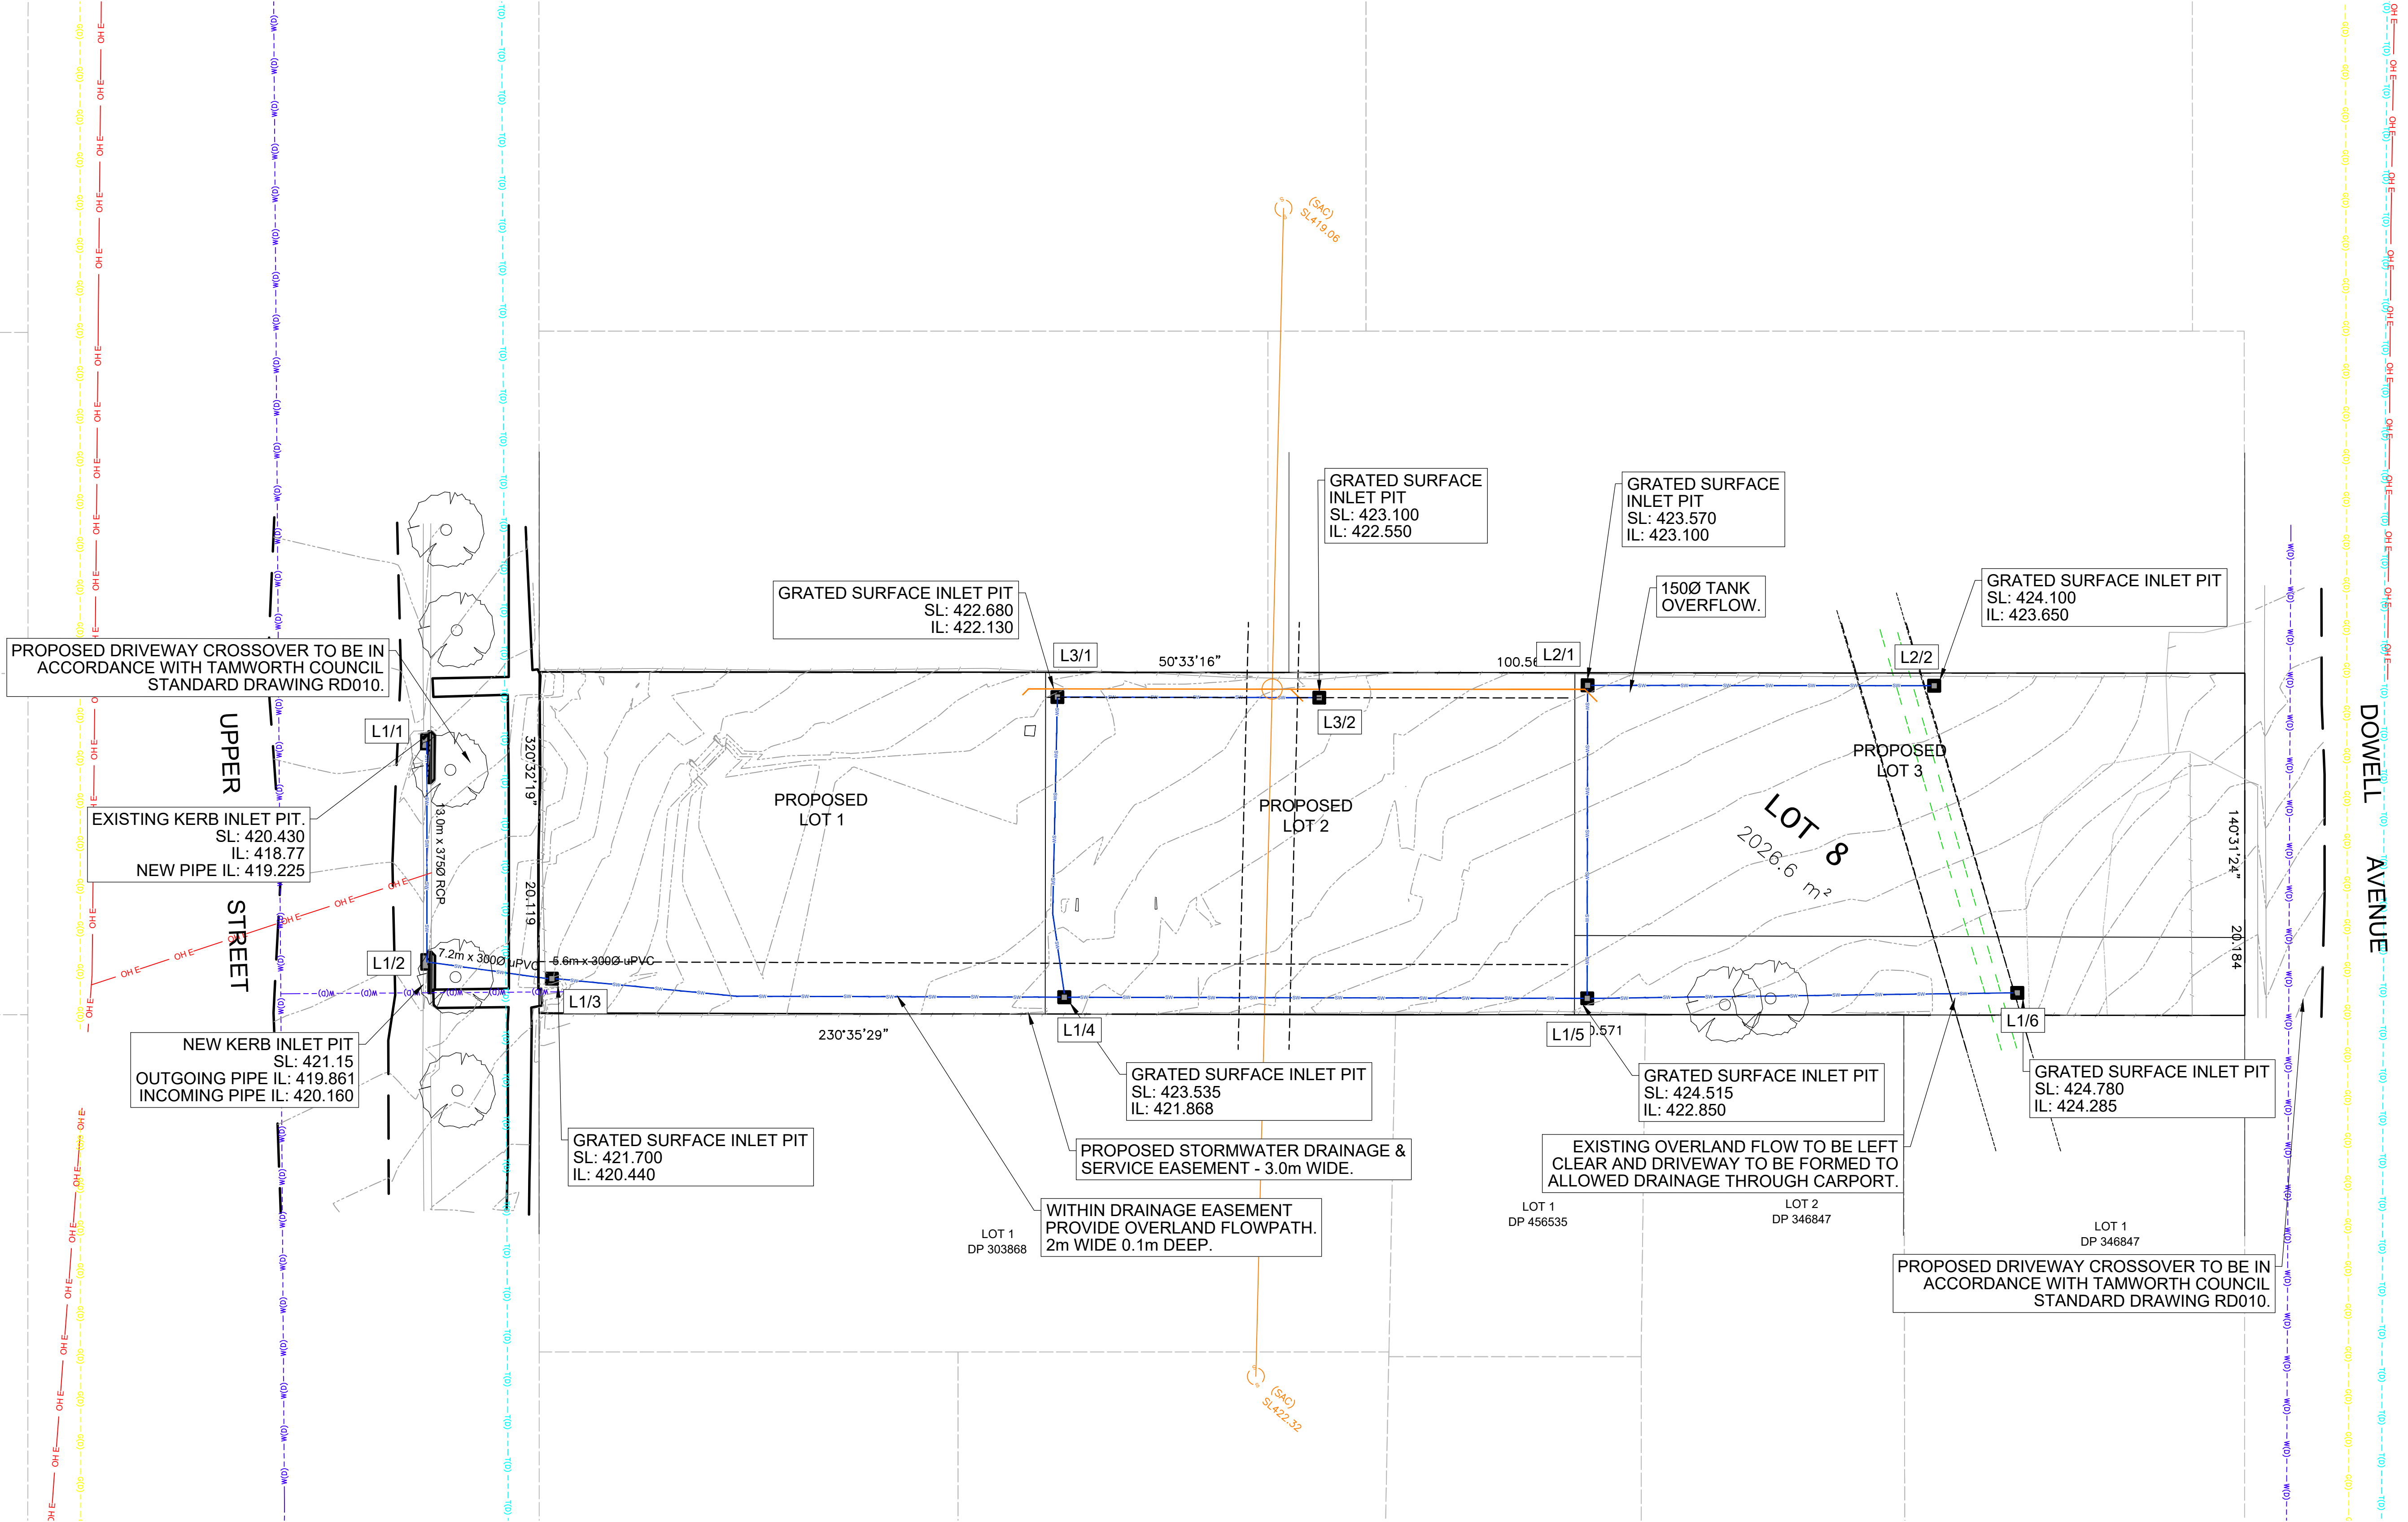 (SAC)
SL419.06
GRATED SURFACE
INLET PIT
SL: 423.100
IL: 422.550
GRATED SURFACE
INLET PIT
SL: 423.570
IL: 423.100
GRATED SURFACE INLET PIT
SL: 422.680
IL: 422.130
150Ø TANK
OVERFLOW.
GRATED SURFACE INLET PIT
SL: 424.100
IL: 423.650
PROPOSED DRIVEWAY CROSSOVER TO BE IN
ACCORDANCE WITH TAMWORTH COUNCIL
STANDARD DRAWING RD010.
L3/1
50°33'16"
L2/1
L2/2
L3/2
L1/1
UPPER
STREET
320°32'19"
20.119
EXISTING KERB INLET PIT.
SL: 420.430
IL: 418.77
NEW PIPE IL: 419.225
13.0m x 375Ø RCP
PROPOSED
LOT 1
PROPOSED
LOT 2
PROPOSED
LOT 3
LOT 8
2026.6 m²
140°31'24"
20.184
DOWELL
AVENUE
L1/2
7.2m x 300Ø uPVC
5.6m x 300Ø uPVC
L1/3
L1/4
L1/5
L1/6
230°35'29"
NEW KERB INLET PIT
SL: 421.15
OUTGOING PIPE IL: 419.861
INCOMING PIPE IL: 420.160
GRATED SURFACE INLET PIT
SL: 421.700
IL: 420.440
GRATED SURFACE INLET PIT
SL: 423.535
IL: 421.868
GRATED SURFACE INLET PIT
SL: 424.515
IL: 422.850
GRATED SURFACE INLET PIT
SL: 424.780
IL: 424.285
PROPOSED STORMWATER DRAINAGE &
SERVICE EASEMENT - 3.0m WIDE.
EXISTING OVERLAND FLOW TO BE LEFT
CLEAR AND DRIVEWAY TO BE FORMED TO
ALLOWED DRAINAGE THROUGH CARPORT.
WITHIN DRAINAGE EASEMENT
PROVIDE OVERLAND FLOWPATH.
2m WIDE 0.1m DEEP.
LOT 1
DP 303868
LOT 1
DP 456535
LOT 2
DP 346847
LOT 1
DP 346847
PROPOSED DRIVEWAY CROSSOVER TO BE IN
ACCORDANCE WITH TAMWORTH COUNCIL
STANDARD DRAWING RD010.
(SAC)
SL422.32